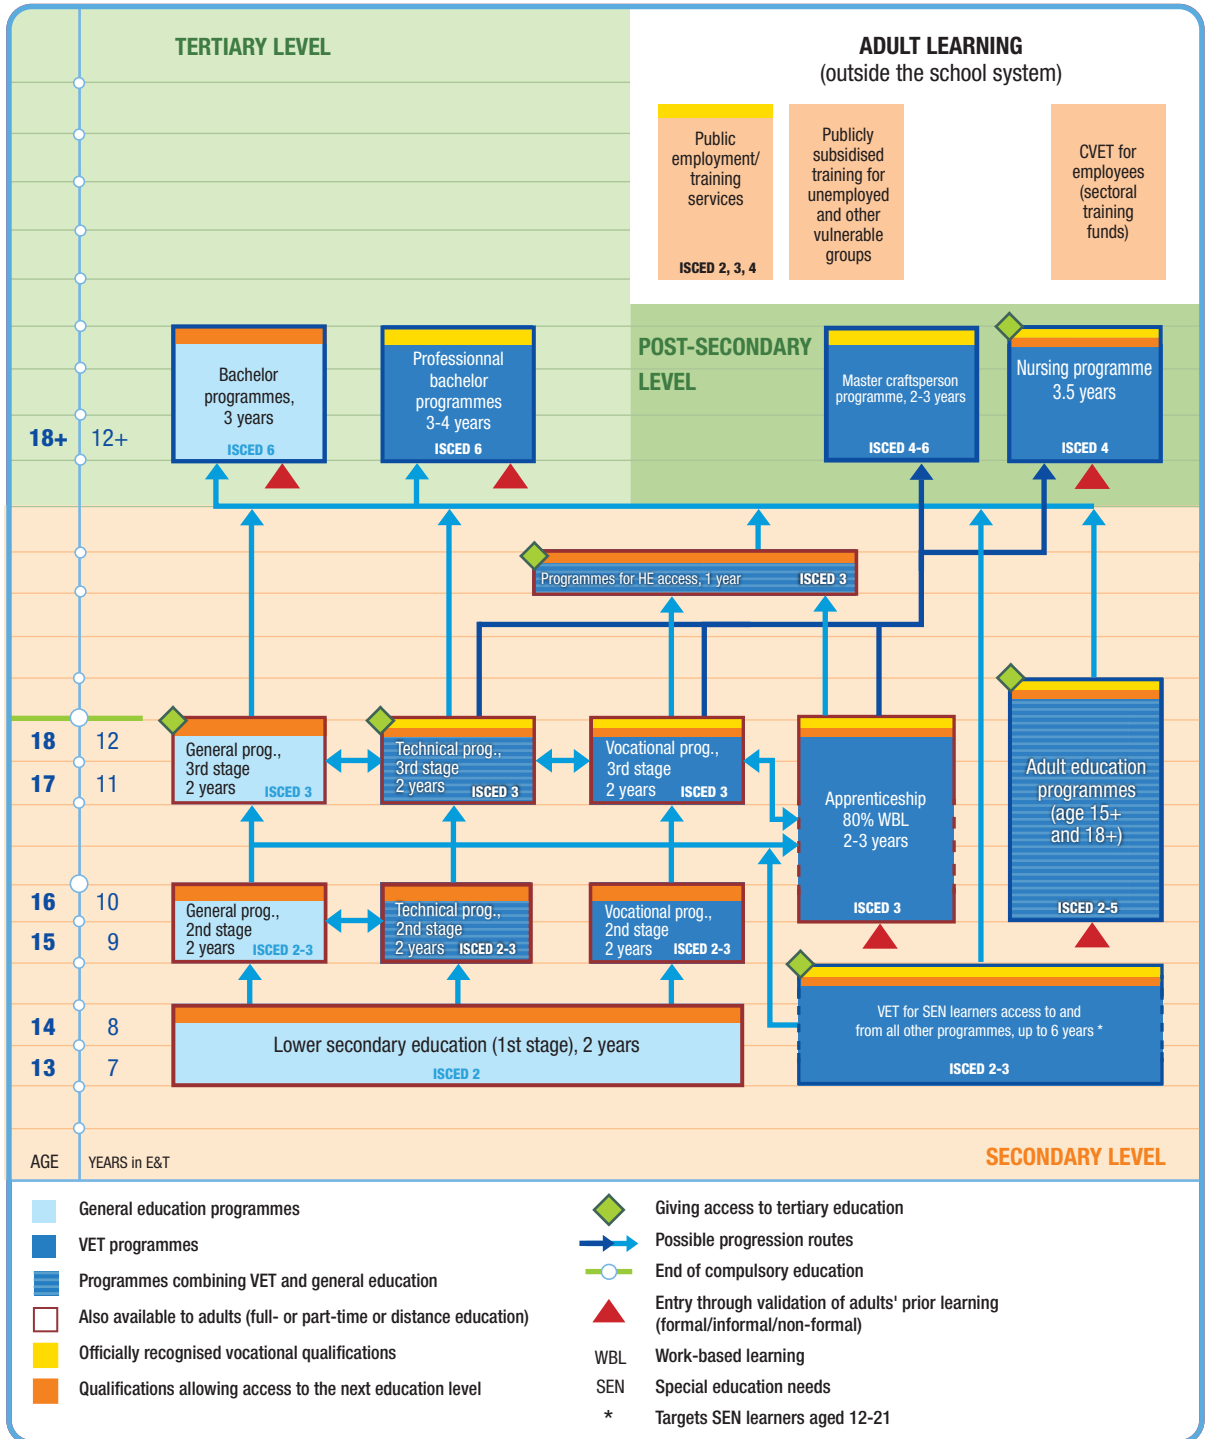 TERTIARY LEVEL
ADULT LEARNING
(outside the school system)
Public
employment/
training
services
ISCED 2, 3, 4
Publicly
subsidised
training for
unemployed
and other
vulnerable
groups
CVET for
employees
(sectoral
training
funds)
POST-SECONDARY
LEVEL
Bachelor
programmes,
3 years
ISCED 6
Professionnal
bachelor
programmes
3-4 years
ISCED 6
Master craftsperson
programme, 2-3 years
ISCED 4-6
Nursing programme
3.5 years
ISCED 4
18+ 12+
Programmes for HE access, 1 year ISCED 3
18 12
17 11
General prog.,
3rd stage
2 years ISCED 3
Technical prog.,
3rd stage
2 years ISCED 3
Vocational prog.,
3rd stage
2 years ISCED 3
Apprenticeship
80% WBL
2-3 years
ISCED 3
Adult education
programmes
(age 15+
and 18+)
ISCED 2-5
16 10
15 9
General prog.,
2nd stage
2 years ISCED 2-3
Technical prog.,
2nd stage
2 years ISCED 2-3
Vocational prog.,
2nd stage
2 years ISCED 2-3
14 8
13 7
Lower secondary education (1st stage), 2 years
ISCED 2
VET for SEN learners access to and
from all other programmes, up to 6 years *
ISCED 2-3
AGE YEARS in E&T
SECONDARY LEVEL
General education programmes
VET programmes
Programmes combining VET and general education
Also available to adults (full- or part-time or distance education)
Officially recognised vocational qualifications
Qualifications allowing access to the next education level
Giving access to tertiary education
Possible progression routes
End of compulsory education
Entry through validation of adults' prior learning
(formal/informal/non-formal)
WBL Work-based learning
SEN Special education needs
* Targets SEN learners aged 12-21